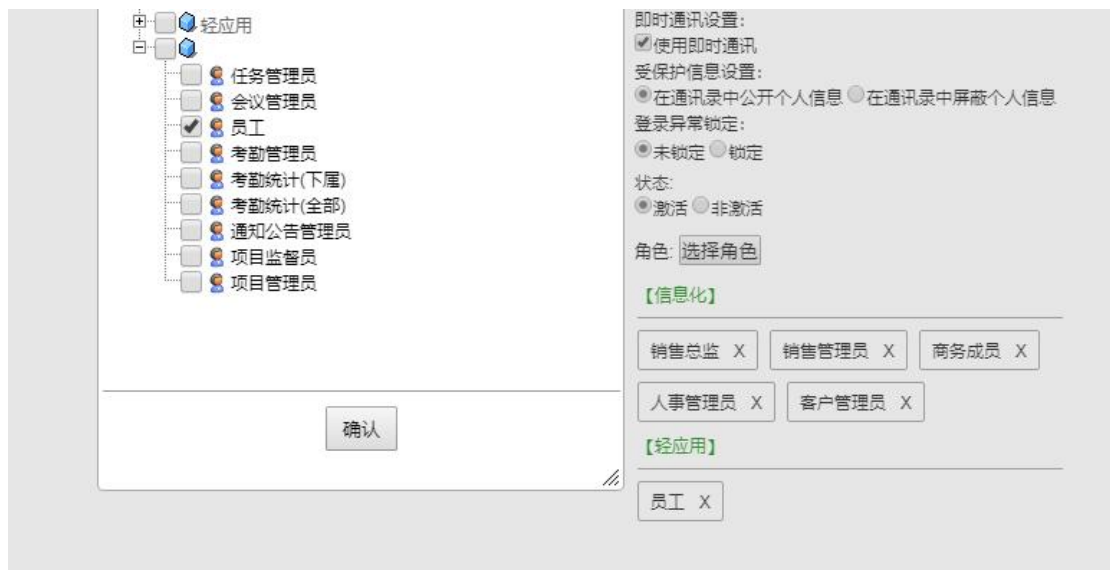 轻应用
任务管理员
会议管理员
员工
考勤管理员
考勤统计(下属)
考勤统计(全部)
通知公告管理员
项目监督员
项目管理员
确认
即时通讯设置:
使用即时通讯
受保护信息设置:
在通讯录中公开个人信息 在通讯录中屏蔽个人信息
登录异常锁定:
未锁定 锁定
状态:
激活 非激活
角色: 选择角色
【信息化】
销售总监 X 销售管理员 X 商务成员 X
人事管理员 X 客户管理员 X
【轻应用】
员工 X